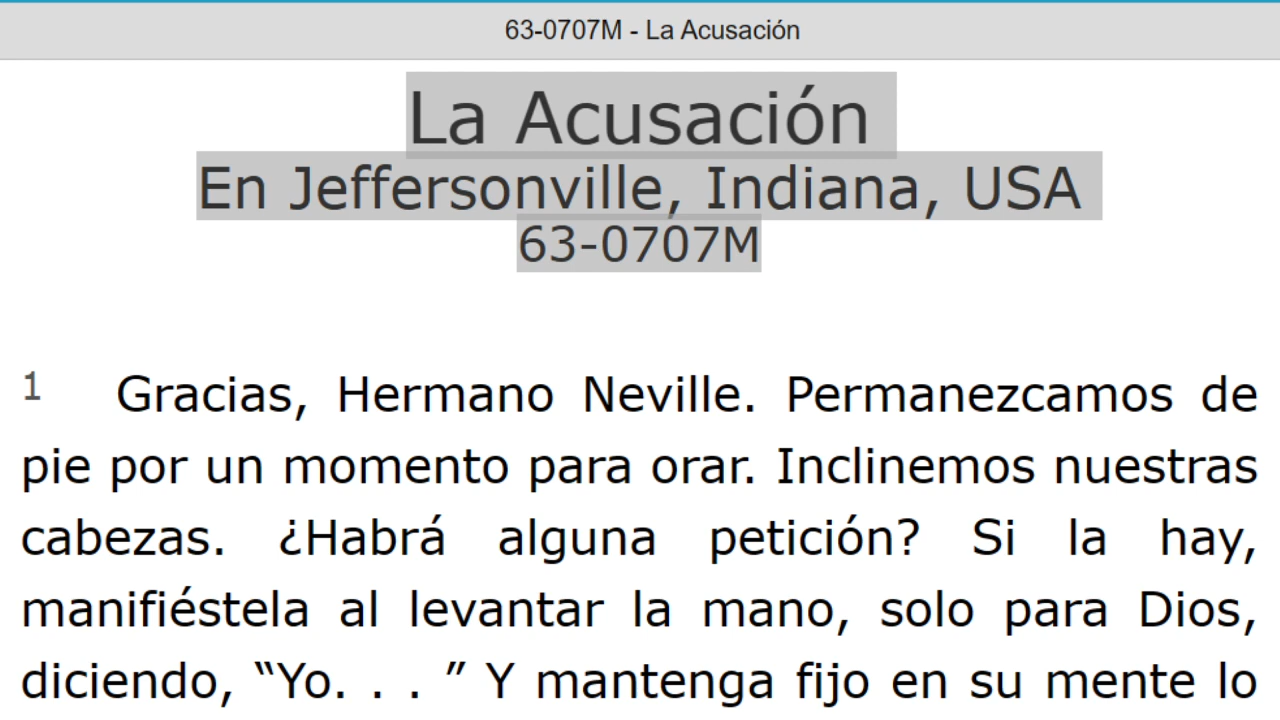 63-0707M - La Acusación
La Acusación
En Jeffersonville, Indiana, USA
63-0707M
1 Gracias, Hermano Neville. Permanezcamos de
pie por un momento para orar. Inclinemos nuestras
cabezas. ¿Habrá alguna petición? Si la hay,
manifiéstela al levantar la mano, solo para Dios,
diciendo, “Yo. . . ” Y mantenga fijo en su mente lo